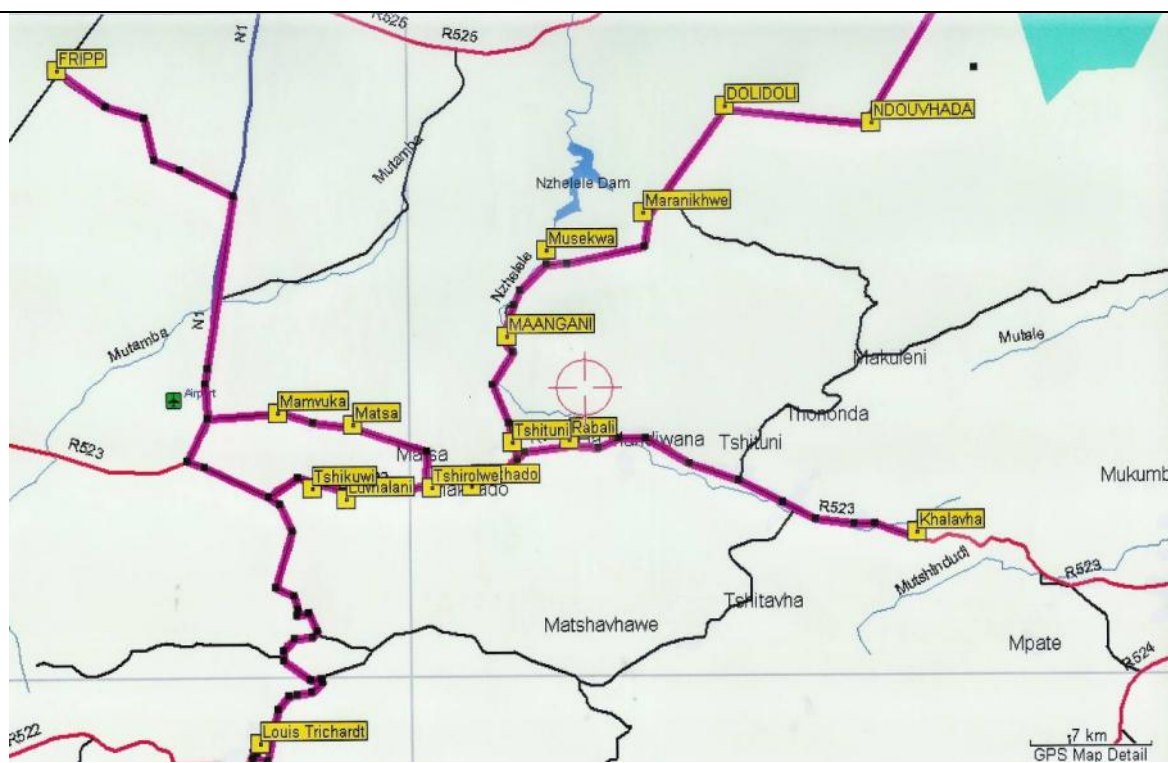 R525
R525
N1
FRIPP
DOLIDOLI
NDOUVHADA
Mutamba
Nzhelele Dam
Maranikhwe
Musekwa
Nzhelele
N1
MAANGANI
Mutamba
Mutale
Makuleni
Airport
Mamvuka
Matsa
Thononda
Tshituni
Rabali
Tshituni
R523
Matsa
Tshikuwi
Luvhalani
Tshirolwe
Mukumb
R523
Khalavha
Mutshindudi
R523
Tshitavha
Matshavhawe
Mpate
R524
Louis Trichardt
R522
7 km
GPS Map Detail